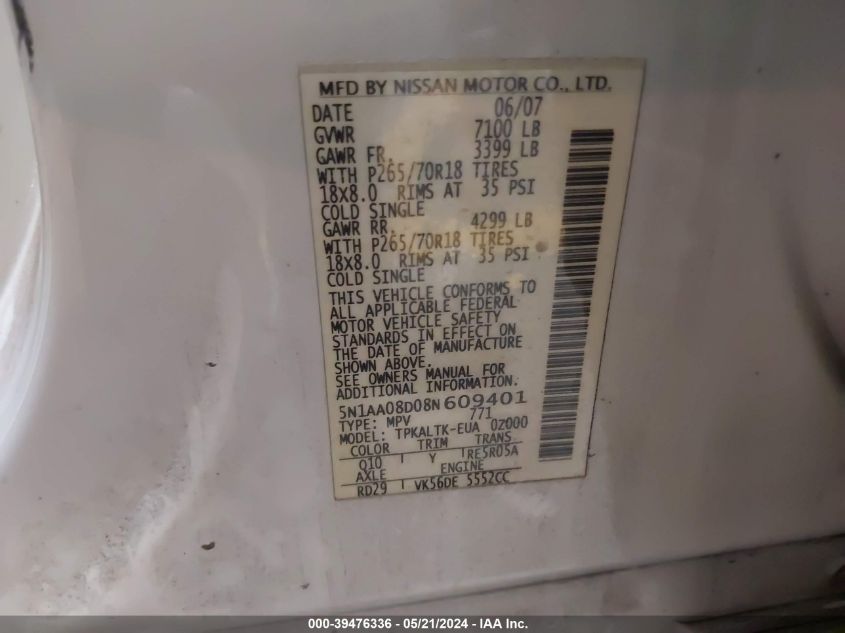 MFD BY NISSAN MOTOR CO., LTD.
DATE 06/07
GVWR 7100 LB
GAWR FR. 3399 LB
WITH P265/70R18 TIRES
18X8.0 RIMS AT 35 PSI
COLD SINGLE
GAWR RR. 4299 LB
WITH P265/70R18 TIRES
18X8.0 RIMS AT 35 PSI
COLD SINGLE
THIS VEHICLE CONFORMS TO
ALL APPLICABLE FEDERAL
MOTOR VEHICLE SAFETY
STANDARDS IN EFFECT ON
THE DATE OF MANUFACTURE
SHOWN ABOVE.
SEE OWNERS MANUAL FOR
ADDITIONAL INFORMATION.
5N1AA08D08N609401
TYPE: MPV 771
MODEL: TPKALTK-EUA 0Z000
COLOR TRIM TRANS
Q10 Y RE5R05A
AXLE ENGINE
RD29 VK56DE 5552CC
000-39476336 - 05/21/2024 - IAA Inc.